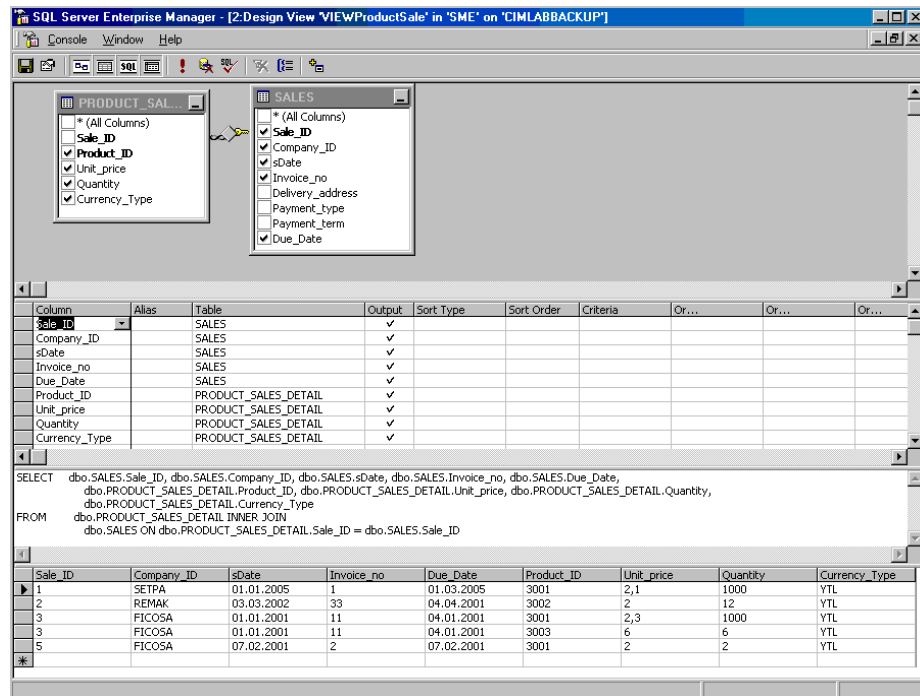 SQL Server Enterprise Manager - [2:Design View 'VIEWProductSale' in 'SME' on 'CIMLABBACKUP']
Console Window Help
SQL SQL
PRODUCT_SAL...
* (All Columns)
Sale_ID
Product_ID
Unit_price
Quantity
Currency_Type
SALES
* (All Columns)
Sale_ID
Company_ID
sDate
Invoice_no
Delivery_address
Payment_type
Payment_term
Due_Date
Column Alias Table Output Sort Type Sort Order Criteria Or... Or... Or...
Sale_ID SALES
Company_ID SALES
sDate SALES
Invoice_no SALES
Due_Date SALES
Product_ID PRODUCT_SALES_DETAIL
Unit_price PRODUCT_SALES_DETAIL
Quantity PRODUCT_SALES_DETAIL
Currency_Type PRODUCT_SALES_DETAIL
SELECT dbo.SALES.Sale_ID, dbo.SALES.Company_ID, dbo.SALES.sDate, dbo.SALES.Invoice_no, dbo.SALES.Due_Date,
dbo.PRODUCT_SALES_DETAIL.Product_ID, dbo.PRODUCT_SALES_DETAIL.Unit_price, dbo.PRODUCT_SALES_DETAIL.Quantity,
dbo.PRODUCT_SALES_DETAIL.Currency_Type
FROM dbo.PRODUCT_SALES_DETAIL INNER JOIN
dbo.SALES ON dbo.PRODUCT_SALES_DETAIL.Sale_ID = dbo.SALES.Sale_ID
Sale_ID Company_ID sDate Invoice_no Due_Date Product_ID Unit_price Quantity Currency_Type
1 SETPA 01.01.2005 1 01.03.2005 3001 2,1 1000 YTL
2 REMAK 03.03.2002 33 04.04.2001 3002 2 12 YTL
3 FICOSA 01.01.2001 11 04.01.2001 3001 2,3 1000 YTL
3 FICOSA 01.01.2001 11 04.01.2001 3003 6 6 YTL
5 FICOSA 07.02.2001 2 07.02.2001 3001 2 2 YTL